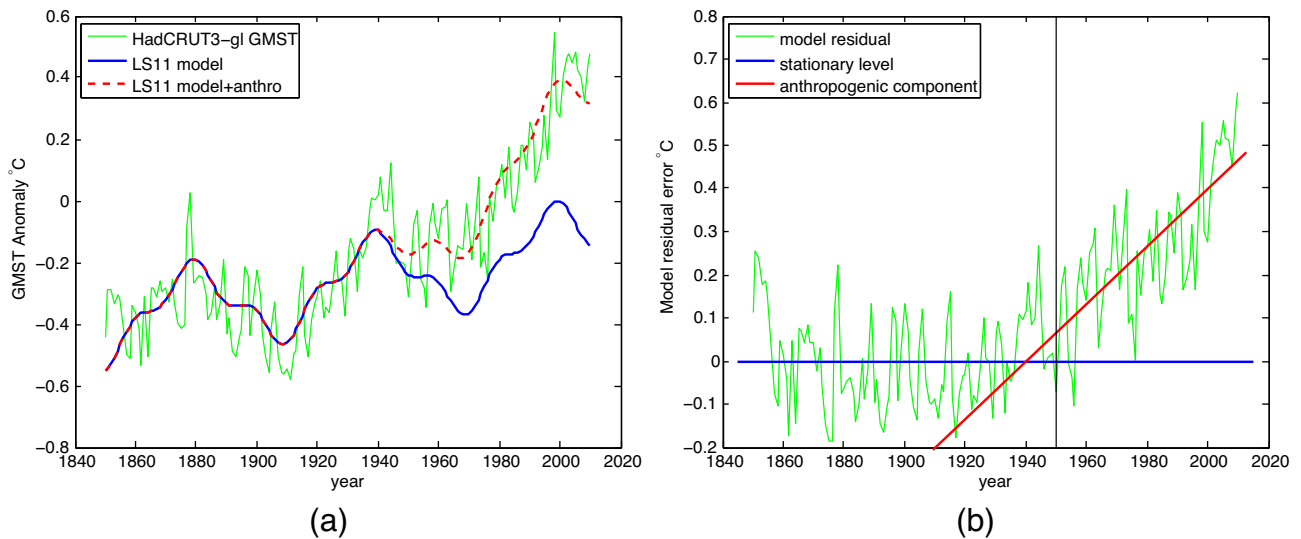 HadCRUT3−gl GMST
LS11 model
LS11 model+anthro
0.6
0.4
0.2
0
−0.2
−0.4
−0.6
−0.8
GMST Anomaly °C
1840 1860 1880 1900 1920 1940 1960 1980 2000 2020
year
(a)
model residual
stationary level
anthropogenic component
0.8
0.7
0.6
0.5
0.4
0.3
0.2
0.1
0
−0.1
−0.2
Model residual error °C
1840 1860 1880 1900 1920 1940 1960 1980 2000 2020
year
(b)